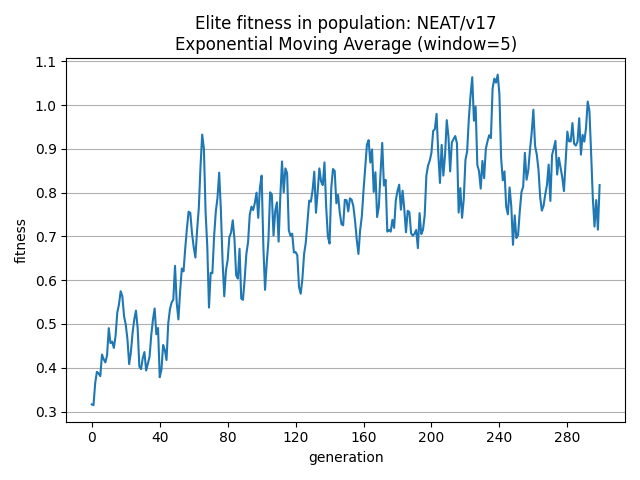 Elite fitness in population: NEAT/v17
Exponential Moving Average (window=5)
1.1
1.0
0.9
0.8
0.7
0.6
0.5
0.4
0.3
fitness
0 40 80 120 160 200 240 280
generation